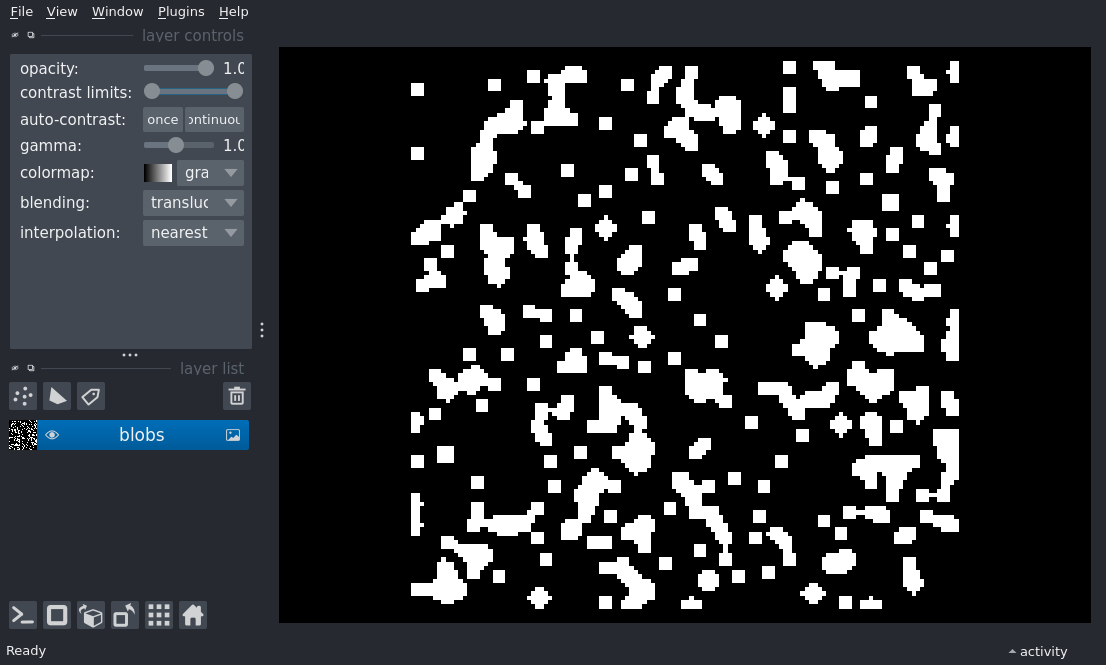 File View Window Plugins Help
layer controls
opacity: 1.0
contrast limits:
auto-contrast: once ontinuou
gamma: 1.0
colormap: gra
blending: transluc
interpolation: nearest
layer list
blobs
Ready
activity